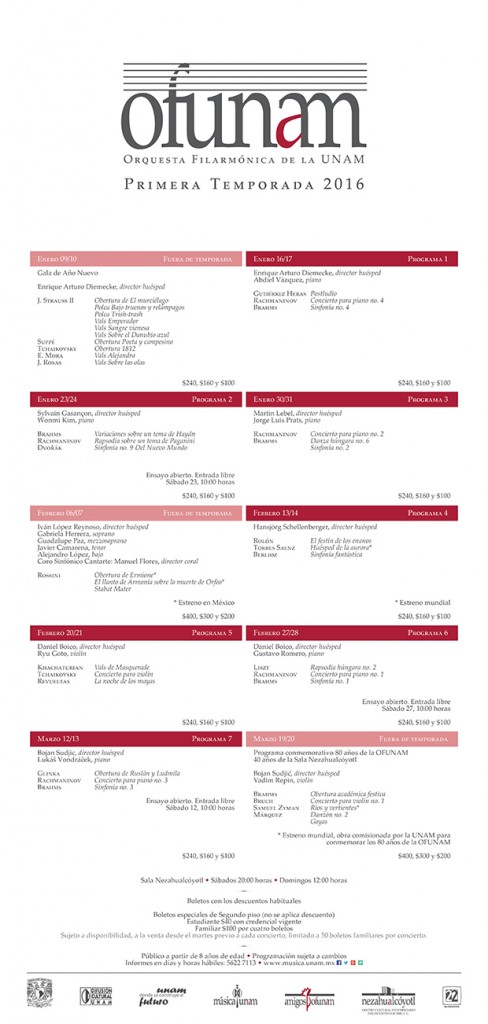 ofunam
Orquesta Filarmónica de la UNAM
Primera Temporada 2016
Enero 09/10 Fuera de temporada
Gala de Año Nuevo
Enrique Arturo Diemecke, director huésped
J. Strauss II Obertura de El murciélago
Polca Bajo truenos y relámpagos
Polca Trish-trash
Vals Emperador
Vals Sangre vienesa
Vals Sobre el Danubio azul
Suppé Obertura Poeta y campesino
Tchaikovsky Obertura 1812
E. Mora Vals Alejandra
J. Rosas Vals Sobre las olas
$240, $160 y $100
Enero 16/17 Programa 1
Enrique Arturo Diemecke, director huésped
Abdiel Vázquez, piano
Gutiérrez Heras Postludio
Rachmaninov Concierto para piano no. 4
Brahms Sinfonía no. 4
$240, $160 y $100
Enero 23/24 Programa 2
Sylvain Gasançon, director huésped
Wonmi Kim, piano
Brahms Variaciones sobre un tema de Haydn
Rachmaninov Rapsodia sobre un tema de Paganini
Dvořák Sinfonía no. 9 Del Nuevo Mundo
Ensayo abierto. Entrada libre
Sábado 23, 10:00 horas
$240, $160 y $100
Enero 30/31 Programa 3
Martin Lebel, director huésped
Jorge Luis Prats, piano
Rachmaninov Concierto para piano no. 2
Brahms Danza húngara no. 6
Sinfonía no. 2
$240, $160 y $100
Febrero 06/07 Fuera de temporada
Iván López Reynoso, director huésped
Gabriela Herrera, soprano
Guadalupe Paz, mezzosoprano
Javier Camarena, tenor
Alejandro López, bajo
Coro Sinfónico Cantarte: Manuel Flores, director coral
Rossini Obertura de Ermione*
El llanto de Armonía sobre la muerte de Orfeo*
Stabat Mater
* Estreno en México
$400, $300 y $200
Febrero 13/14 Programa 4
Hansjörg Schellenberger, director huésped
Rolón El festín de los enanos
Torres Saenz Huésped de la aurora*
Berlioz Sinfonía fantástica
* Estreno mundial
$240, $160 y $100
Febrero 20/21 Programa 5
Daniel Boico, director huésped
Ryu Goto, violín
Khachaturian Vals de Masquerade
Tchaikovsky Concierto para violín
Revueltas La noche de los mayas
$240, $160 y $100
Febrero 27/28 Programa 6
Daniel Boico, director huésped
Gustavo Romero, piano
Liszt Rapsodia húngara no. 2
Rachmaninov Concierto para piano no. 1
Brahms Sinfonía no. 1
Ensayo abierto. Entrada libre
Sábado 27, 10:00 horas
$240, $160 y $100
Marzo 12/13 Programa 7
Bojan Sudjić, director huésped
Lukáš Vondráček, piano
Glinka Obertura de Ruslán y Ludmila
Rachmaninov Concierto para piano no. 3
Brahms Sinfonía no. 3
Ensayo abierto. Entrada libre
Sábado 12, 10:00 horas
$240, $160 y $100
Marzo 19/20 Fuera de temporada
Programa conmemorativo 80 años de la OFUNAM
40 años de la Sala Nezahualcóyotl
Bojan Sudjić, director huésped
Vadim Repin, violín
Brahms Obertura académica festiva
Bruch Concierto para violín no. 1
Samuel Zyman Ríos y vertientes*
Márquez Danzón no. 2
Goyas
* Estreno mundial, obra comisionada por la UNAM para
conmemorar los 80 años de la OFUNAM
$400, $300 y $200
Sala Nezahualcóyotl • Sábados 20:00 horas • Domingos 12:00 horas
Boletos con los descuentos habituales
Boletos especiales de Segundo piso (no se aplica descuento)
Estudiante $40 con credencial vigente
Familiar $100 por cuatro boletos
Sujeto a disponibilidad, a la venta desde el martes previo a cada concierto, limitado a 50 boletos familiares por concierto.
Público a partir de 8 años de edad • Programación sujeta a cambios
Informes en días y horas hábiles: 5622 7113 • www.musica.unam.mx
DIFUSIÓN CULTURAL UNAM
unam
donde se construye el
futuro
música unam
amigos ofunam
nezahualcóyotl
22